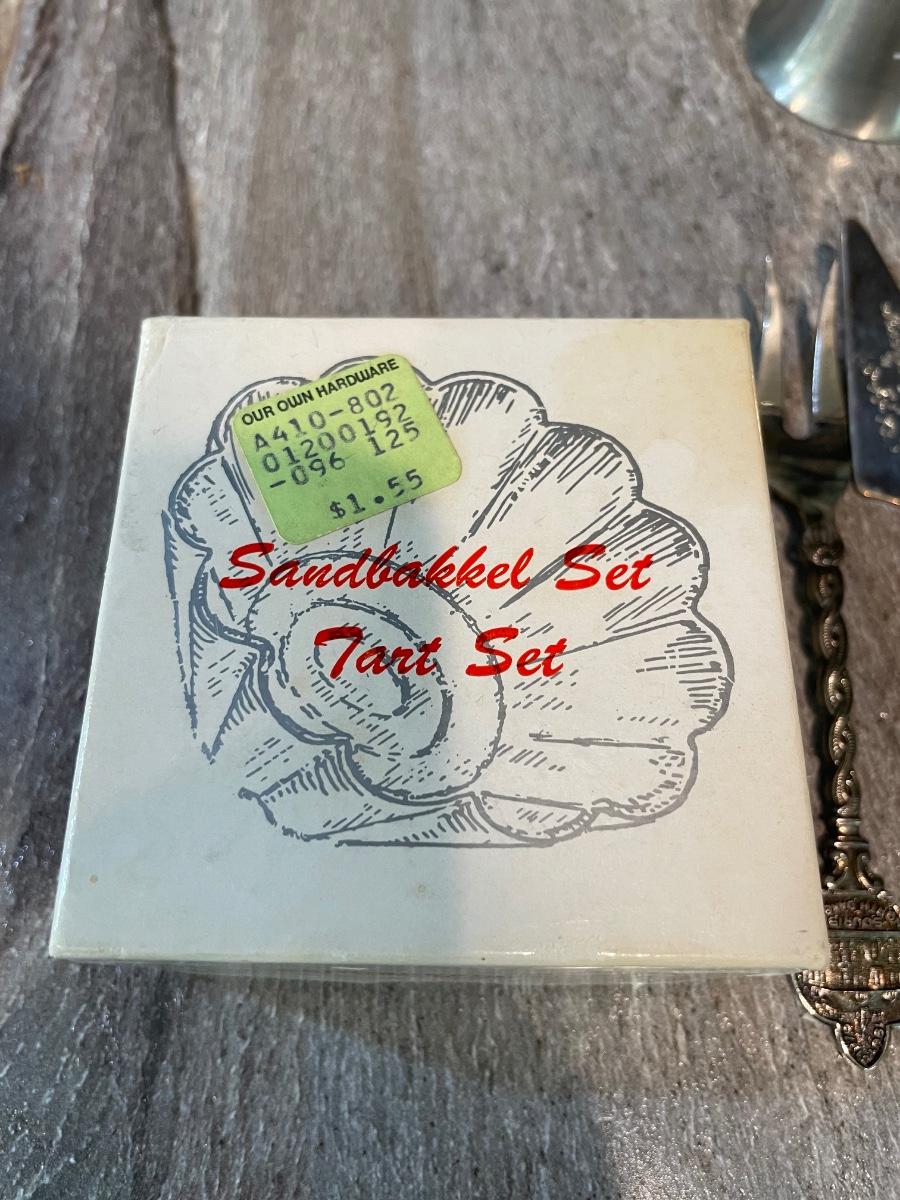 OUR OWN HARDWARE
A410-802
01200192
-096 125
$1.55
Sandbakkel Set
Tart Set